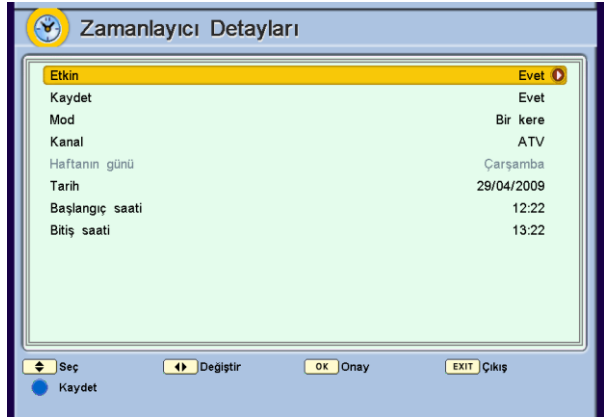 Zamanlayıcı Detayları
Etkin Evet
Kaydet Evet
Mod Bir kere
Kanal ATV
Haftanın günü Çarşamba
Tarih 29/04/2009
Başlangıç saati 12:22
Bitiş saati 13:22
Seç Değiştir OK Onay EXIT Çıkış
Kaydet